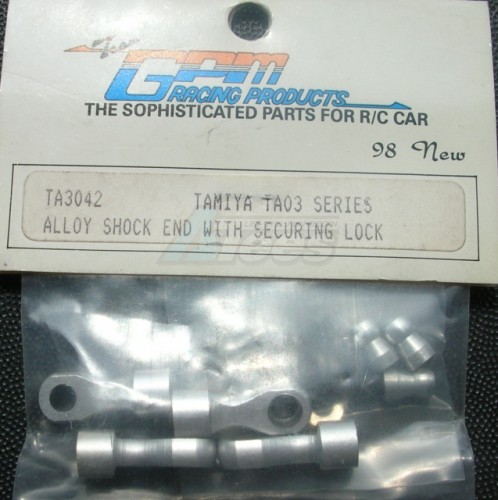 Team
GPM
RACING PRODUCTS
THE SOPHISTICATED PARTS FOR R/C CAR
98 New
TA3042 TAMIYA TA03 SERIES
ALLOY SHOCK END WITH SECURING LOCK